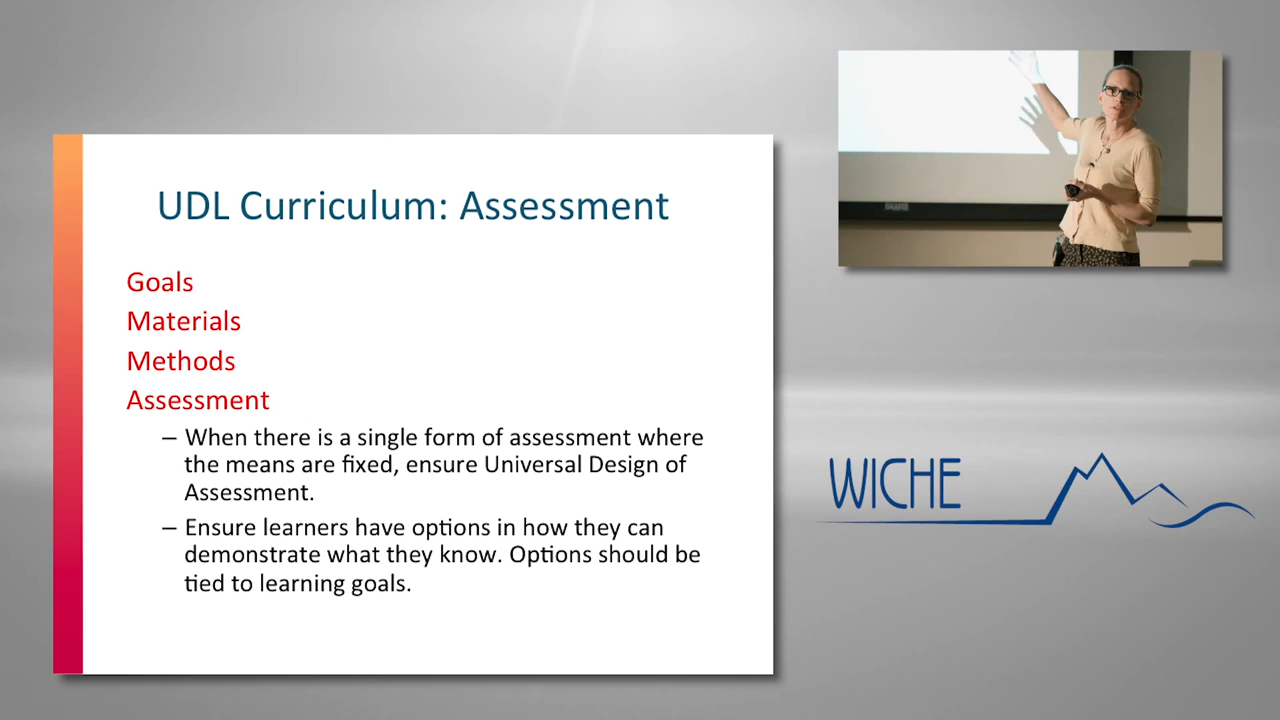 UDL Curriculum: Assessment
Goals
Materials
Methods
Assessment
– When there is a single form of assessment where
the means are fixed, ensure Universal Design of
Assessment.
– Ensure learners have options in how they can
demonstrate what they know. Options should be
tied to learning goals.
WICHE